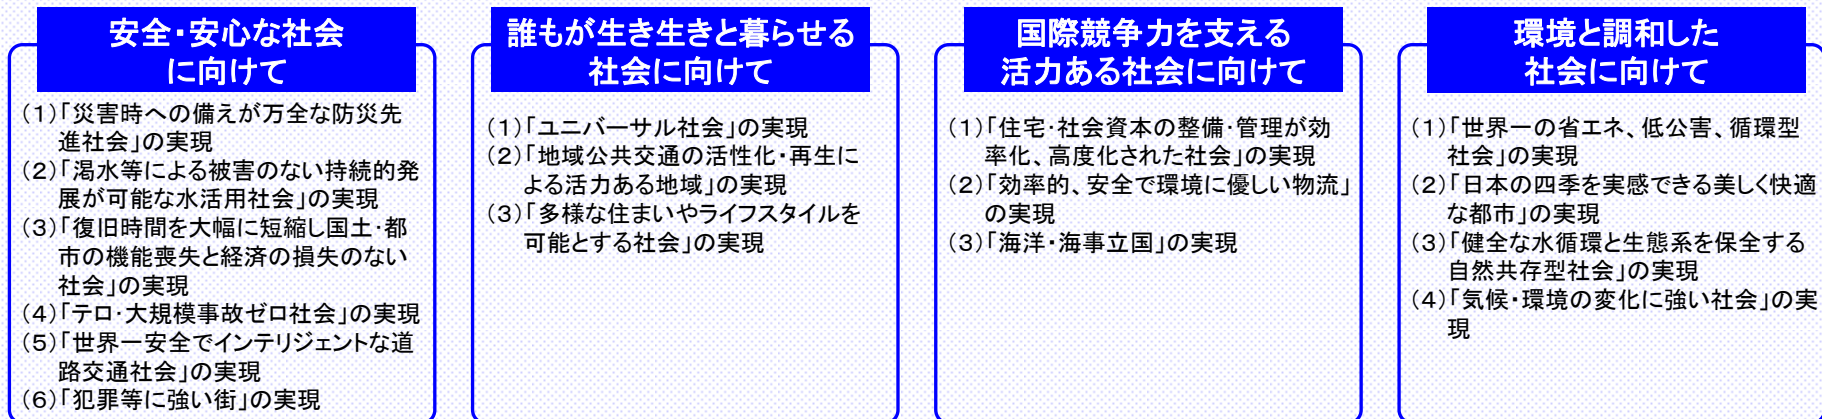 安全・安心な社会
に向けて
(1)「災害時への備えが万全な防災先
進社会」の実現
(2)「渇水等による被害のない持続的発
展が可能な水活用社会」の実現
(3)「復旧時間を大幅に短縮し国土・都
市の機能喪失と経済の損失のない
社会」の実現
(4)「テロ・大規模事故ゼロ社会」の実現
(5)「世界一安全でインテリジェントな道
路交通社会」の実現
(6)「犯罪等に強い街」の実現
誰もが生き生きと暮らせる
社会に向けて
(1)「ユニバーサル社会」の実現
(2)「地域公共交通の活性化・再生に
よる活力ある地域」の実現
(3)「多様な住まいやライフスタイルを
可能とする社会」の実現
国際競争力を支える
活力ある社会に向けて
(1)「住宅・社会資本の整備・管理が効
率化、高度化された社会」の実現
(2)「効率的、安全で環境に優しい物流」
の実現
(3)「海洋・海事立国」の実現
環境と調和した
社会に向けて
(1)「世界一の省エネ、低公害、循環型
社会」の実現
(2)「日本の四季を実感できる美しく快適
な都市」の実現
(3)「健全な水循環と生態系を保全する
自然共存型社会」の実現
(4)「気候・環境の変化に強い社会」の実
現